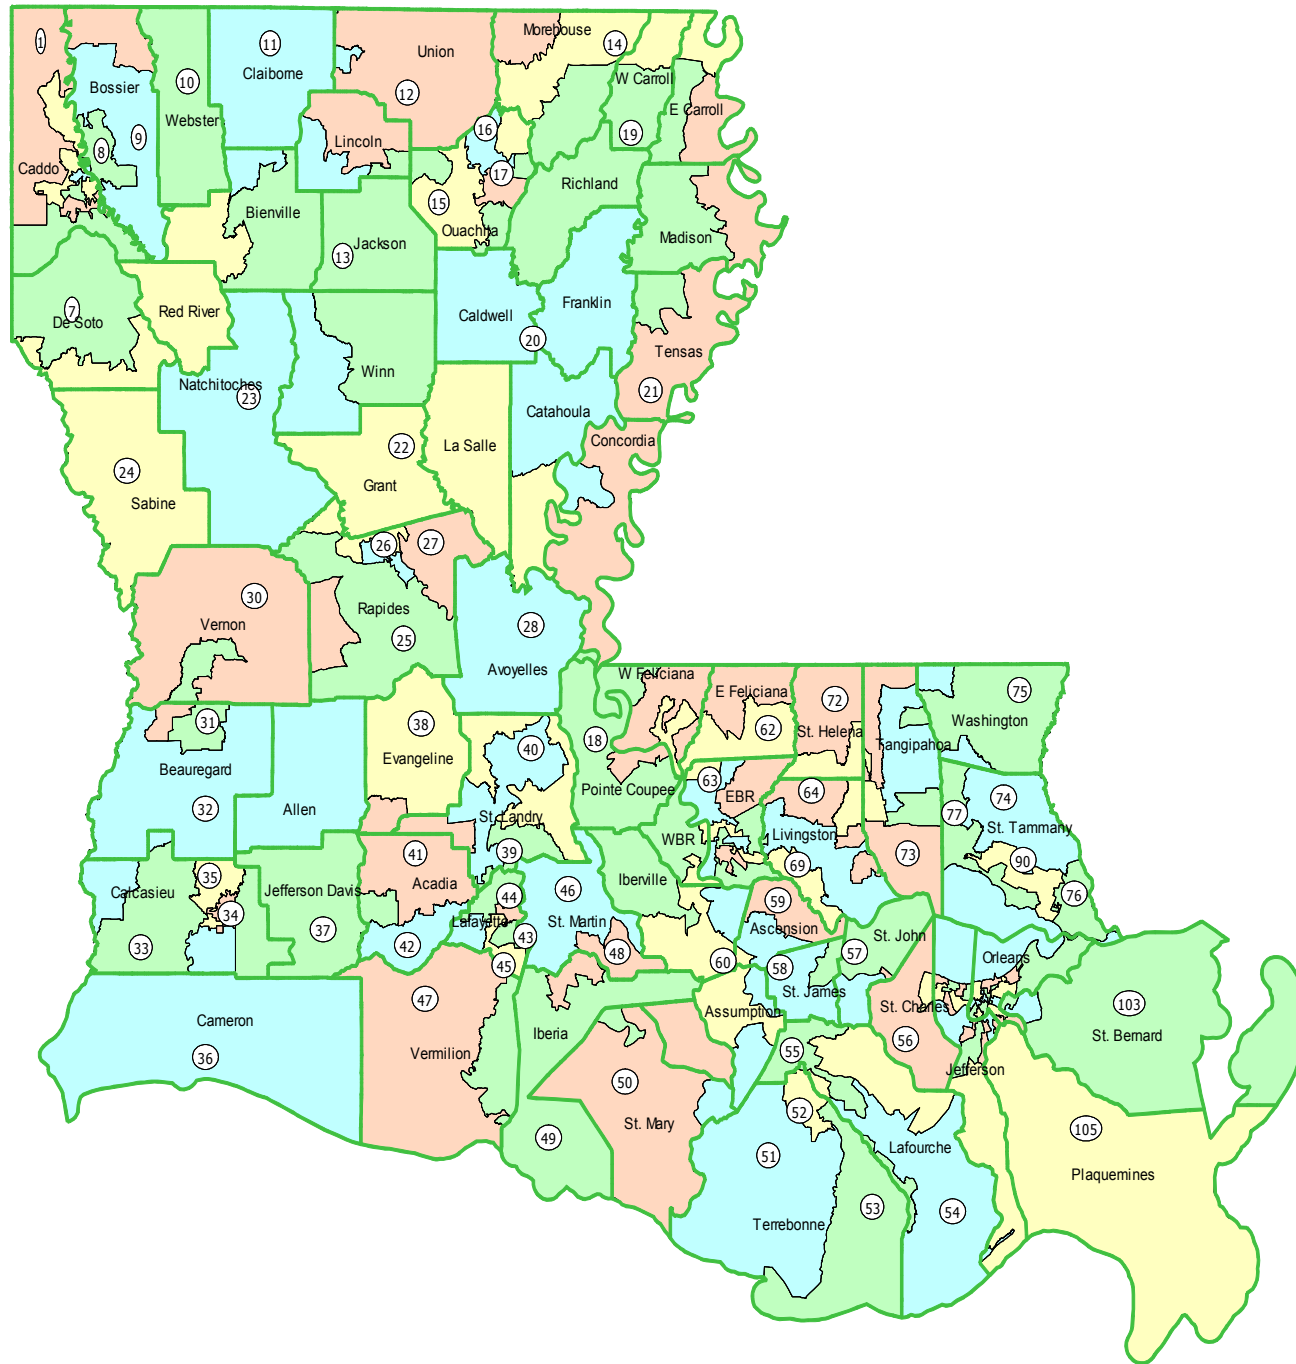 1
11
Union
Morehouse
14
Claiborne
Bossier
10
12
W Carroll
E Carroll
Webster
9
8
16
19
Lincoln
Caddo
17
Richland
15
Bienville
Ouachita
Madison
13
Jackson
7
De Soto
Red River
Caldwell
Franklin
20
Tensas
Winn
Natchitoches
23
21
Catahoula
Concordia
22
La Salle
24
Grant
Sabine
26
27
30
Rapides
Vernon
25
28
Avoyelles
W Feliciana
E Feliciana
72
75
31
38
62
St. Helena
Washington
40
18
Tangipahoa
Evangeline
Beauregard
63
Pointe Coupee
EBR
64
74
32
Allen
St. Landry
77
St. Tammany
39
WBR
Livingston
41
73
90
35
69
Calcasieu
Jefferson Davis
Acadia
46
Iberville
44
76
34
59
Lafayette
St. Martin
Ascension
37
43
St. John
33
42
48
57
Orleans
45
60
58
47
St. James
St. Charles
103
Cameron
Assumption
Iberia
St. Bernard
36
Vermilion
55
56
Jefferson
50
52
St. Mary
105
49
51
Lafourche
Plaquemines
Terrebonne
53
54